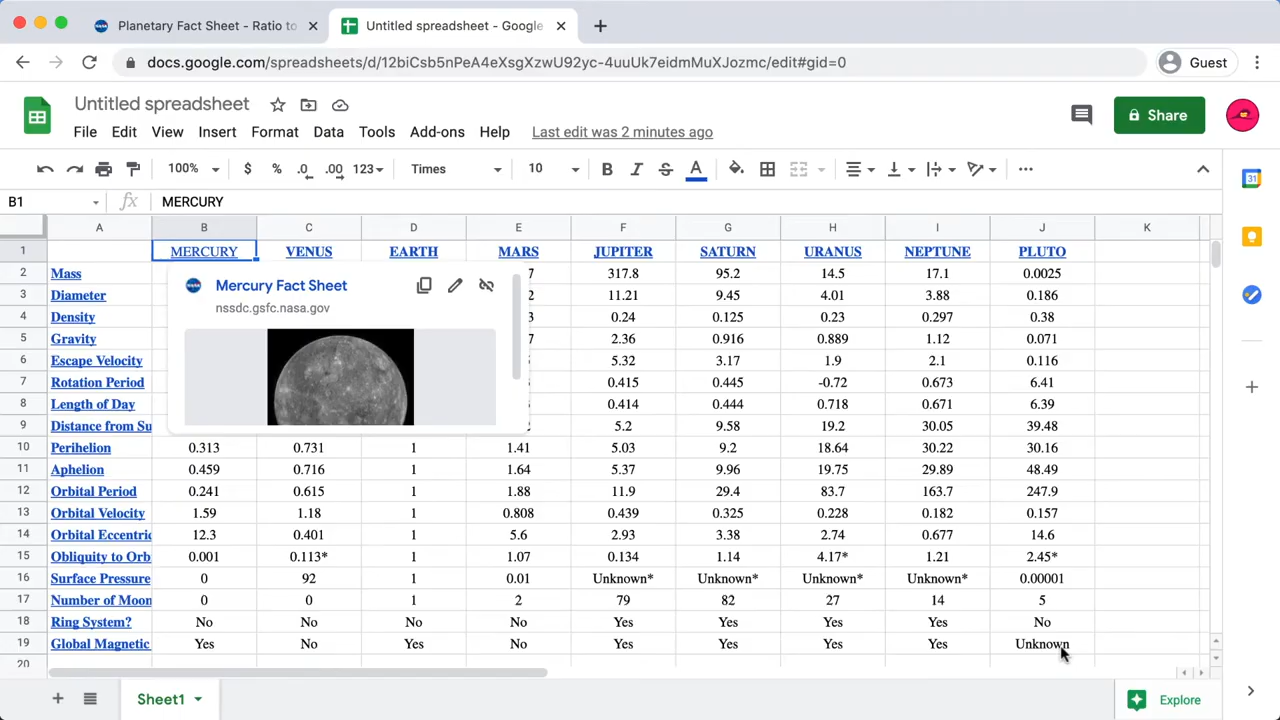 Planetary Fact Sheet - Ratio to
Untitled spreadsheet - Google
docs.google.com/spreadsheets/d/12biCsb5nPeA4eXsgXzwU92yc-4uuUk7eidmMuXJozmc/edit#gid=0
Guest
Untitled spreadsheet
File Edit View Insert Format Data Tools Add-ons Help Last edit was 2 minutes ago
Share
100% $ % .0 .00 123 Times 10 B I S A
31
B1 fx MERCURY
A B C D E F G H I J K
1 MERCURY VENUS EARTH MARS JUPITER SATURN URANUS NEPTUNE PLUTO
2 Mass 7 317.8 95.2 14.5 17.1 0.0025
Mercury Fact Sheet
nssdc.gsfc.nasa.gov
3 Diameter 2 11.21 9.45 4.01 3.88 0.186
4 Density 3 0.24 0.125 0.23 0.297 0.38
5 Gravity 7 2.36 0.916 0.889 1.12 0.071
6 Escape Velocity 5.32 3.17 1.9 2.1 0.116
7 Rotation Period 0.415 0.445 -0.72 0.673 6.41
8 Length of Day 0.414 0.444 0.718 0.671 6.39
9 Distance from Su 5.2 9.58 19.2 30.05 39.48
10 Perihelion 0.313 0.731 1 1.41 5.03 9.2 18.64 30.22 30.16
11 Aphelion 0.459 0.716 1 1.64 5.37 9.96 19.75 29.89 48.49
12 Orbital Period 0.241 0.615 1 1.88 11.9 29.4 83.7 163.7 247.9
13 Orbital Velocity 1.59 1.18 1 0.808 0.439 0.325 0.228 0.182 0.157
14 Orbital Eccentric 12.3 0.401 1 5.6 2.93 3.38 2.74 0.677 14.6
15 Obliquity to Orb 0.001 0.113* 1 1.07 0.134 1.14 4.17* 1.21 2.45*
16 Surface Pressure 0 92 1 0.01 Unknown* Unknown* Unknown* Unknown* 0.00001
17 Number of Moon 0 0 1 2 79 82 27 14 5
18 Ring System? No No No No Yes Yes Yes Yes No
19 Global Magnetic Yes No Yes No Yes Yes Yes Yes Unknown
20
Sheet1
Explore